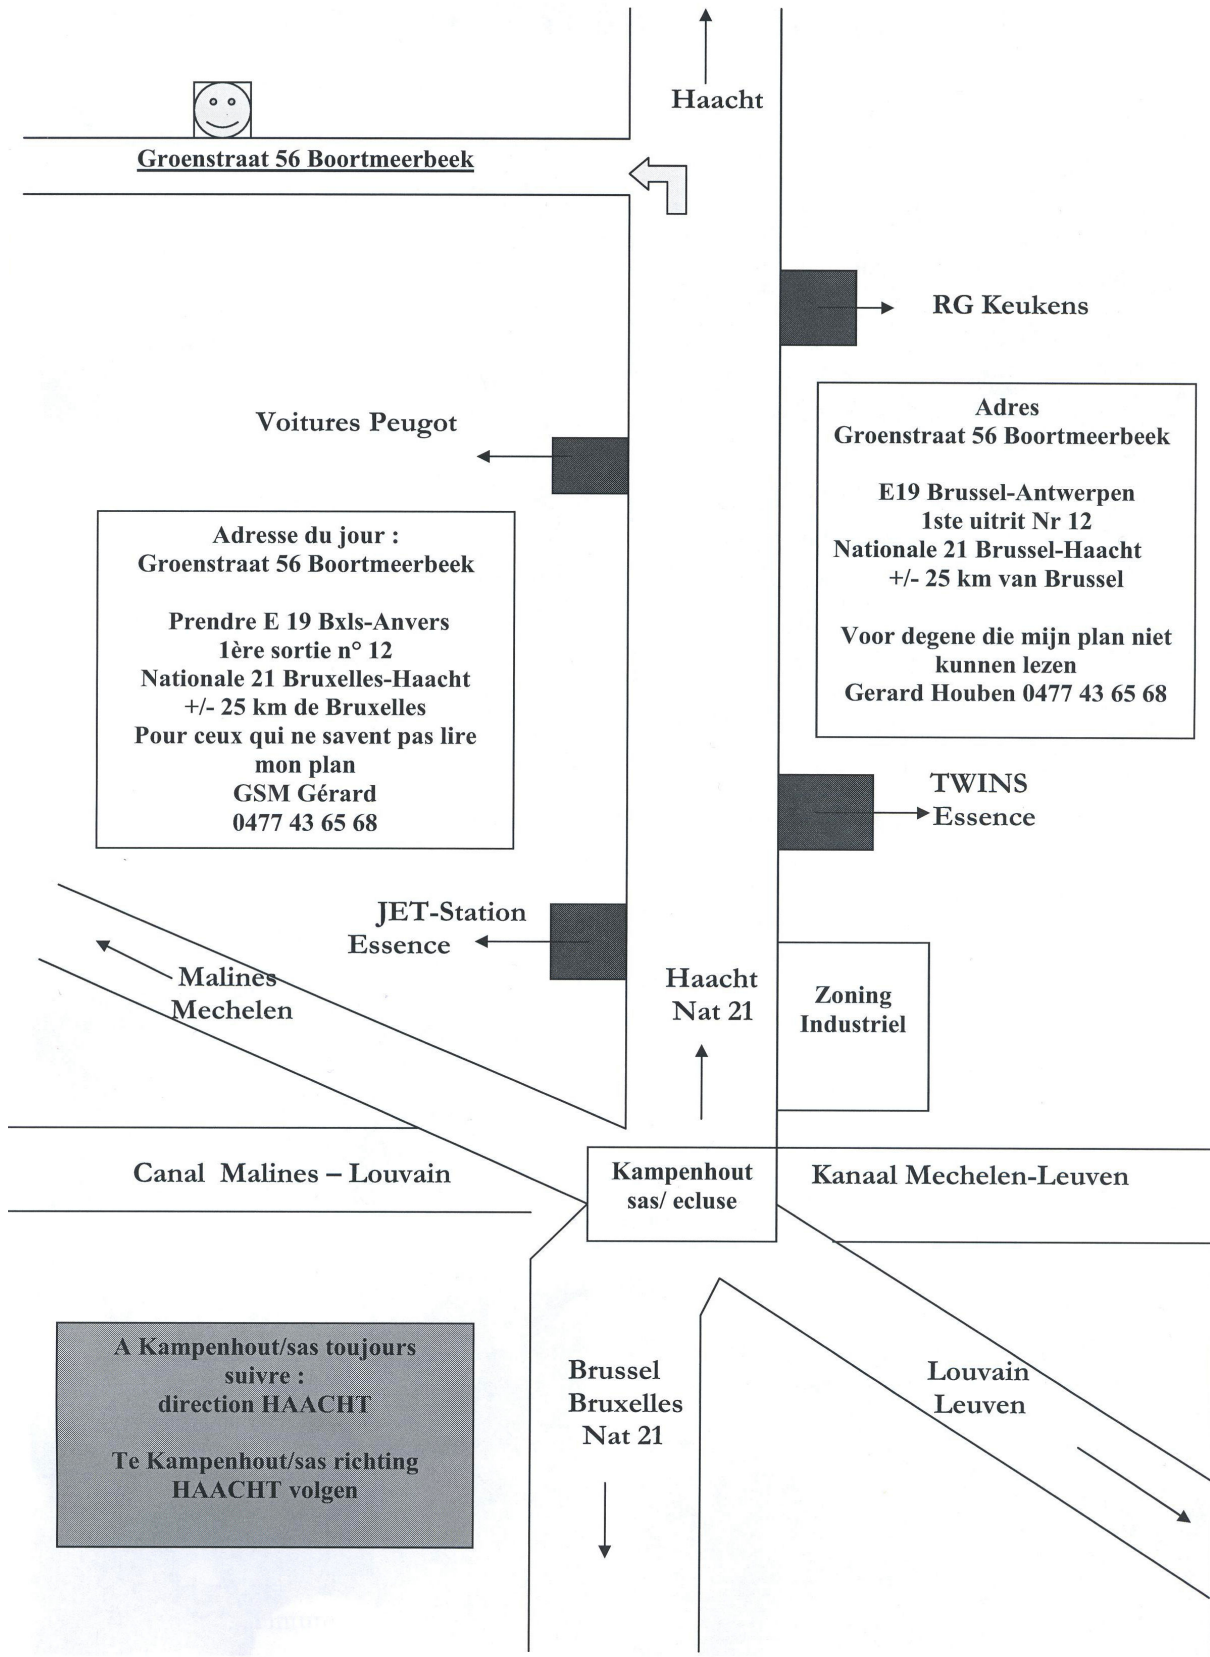 Haacht
Groenstraat 56 Boortmeerbeek
RG Keukens
Voitures Peugot
Adres
Groenstraat 56 Boortmeerbeek
E19 Brussel-Antwerpen
1ste uitrit Nr 12
Nationale 21 Brussel-Haacht
+/- 25 km van Brussel
Voor degene die mijn plan niet
kunnen lezen
Gerard Houben 0477 43 65 68
Adresse du jour :
Groenstraat 56 Boortmeerbeek
Prendre E 19 Bxls-Anvers
1ère sortie n° 12
Nationale 21 Bruxelles-Haacht
+/- 25 km de Bruxelles
Pour ceux qui ne savent pas lire
mon plan
GSM Gérard
0477 43 65 68
TWINS
Essence
JET-Station
Essence
Malines
Mechelen
Haacht
Nat 21
Zoning
Industriel
Canal Malines – Louvain
Kampenhout
sas/ ecluse
Kanaal Mechelen-Leuven
A Kampenhout/sas toujours
suivre :
direction HAACHT
Te Kampenhout/sas richting
HAACHT volgen
Brussel
Bruxelles
Nat 21
Louvain
Leuven